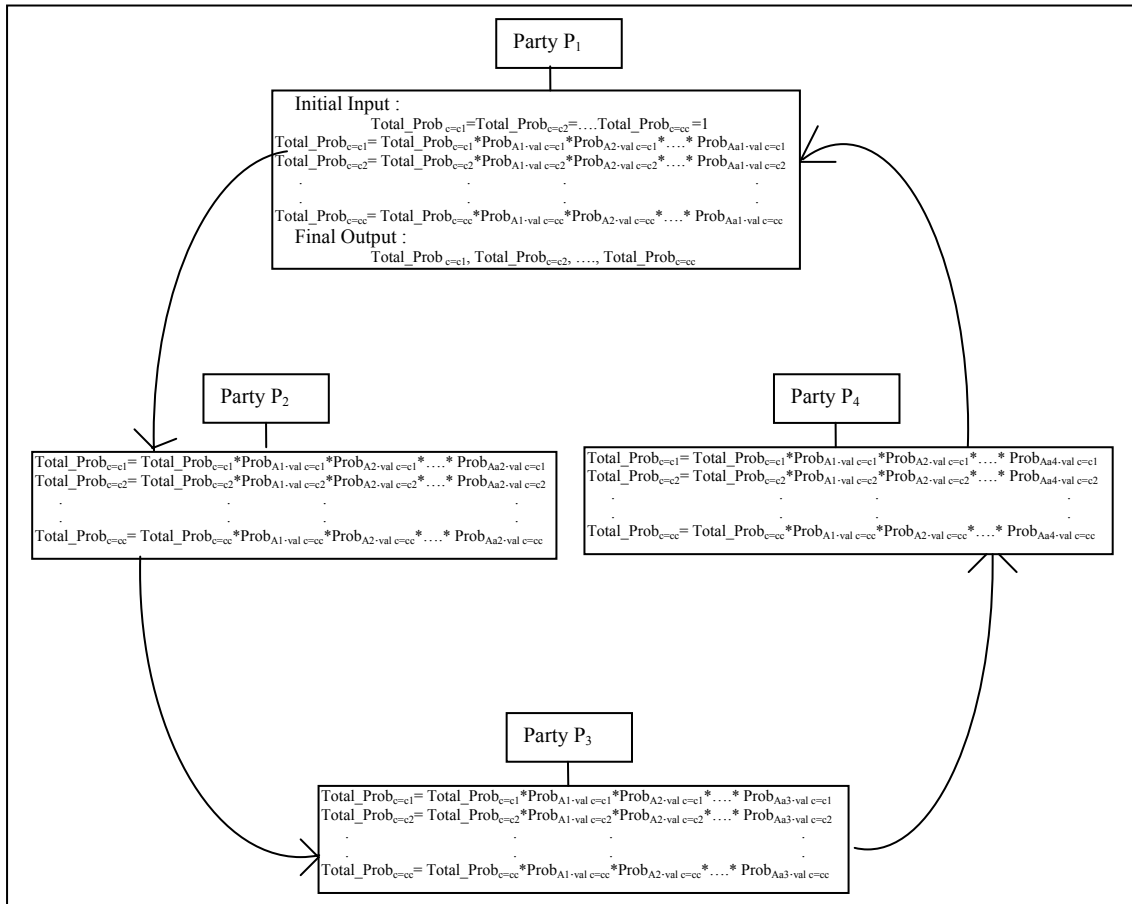 Party P₁
Initial Input :
Total_Prob c=c1=Total_Probc=c2=….Total_Probc=cc =1
Total_Probc=c1= Total_Probc=c1*ProbA1-val c=c1*ProbA2-val c=c1*….* ProbAa1-val c=c1
Total_Probc=c2= Total_Probc=c2*ProbA1-val c=c2*ProbA2-val c=c2*….* ProbAa1-val c=c2
. . . .
. . . .
Total_Probc=cc= Total_Probc=cc*ProbA1-val c=cc*ProbA2-val c=cc*….* ProbAa1-val c=cc
Final Output :
Total_Prob c=c1, Total_Probc=c2, …., Total_Probc=cc
Party P₂
Total_Probc=c1= Total_Probc=c1*ProbA1-val c=c1*ProbA2-val c=c1*….* ProbAa2-val c=c1
Total_Probc=c2= Total_Probc=c2*ProbA1-val c=c2*ProbA2-val c=c2*….* ProbAa2-val c=c2
. . . .
. . . .
Total_Probc=cc= Total_Probc=cc*ProbA1-val c=cc*ProbA2-val c=cc*….* ProbAa2-val c=cc
Party P₄
Total_Probc=c1= Total_Probc=c1*ProbA1-val c=c1*ProbA2-val c=c1*….* ProbAa4-val c=c1
Total_Probc=c2= Total_Probc=c2*ProbA1-val c=c2*ProbA2-val c=c2*….* ProbAa4-val c=c2
. . . .
. . . .
Total_Probc=cc= Total_Probc=cc*ProbA1-val c=cc*ProbA2-val c=cc*….* ProbAa4-val c=cc
Party P₃
Total_Probc=c1= Total_Probc=c1*ProbA1-val c=c1*ProbA2-val c=c1*….* ProbAa3-val c=c1
Total_Probc=c2= Total_Probc=c2*ProbA1-val c=c2*ProbA2-val c=c2*….* ProbAa3-val c=c2
. . . .
. . . .
Total_Probc=cc= Total_Probc=cc*ProbA1-val c=cc*ProbA2-val c=cc*….* ProbAa3-val c=cc